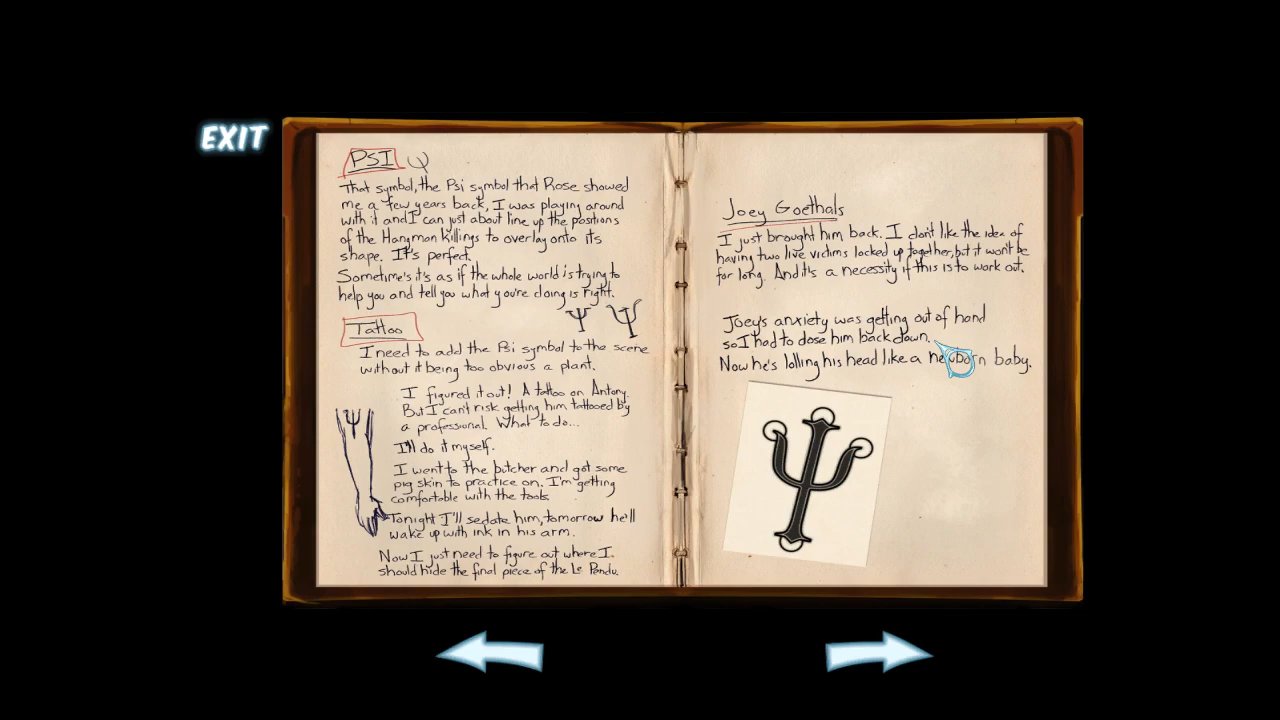 EXIT
PSI Ψ
That symbol, the Psi symbol that Rose showed
me a few years back, I was playing around
with it and I can just about line up the positions
of the Hangman killings to overlay onto its
shape. It's perfect.
Sometime's it's as if the whole world is trying to
help you and tell you what you're doing is right.
Tattoo
I need to add the Psi symbol to the scene
without it being too obvious a plant.
I figured it out! A tattoo on Antony.
But I can't risk getting him tattooed by
a professional. What to do...
I'll do it myself.
I went to the butcher and got some
pig skin to practice on. I'm getting
comfortable with the tools.
Tonight I'll sedate him, tomorrow he'll
wake up with ink in his arm.
Now I just need to figure out where I
should hide the final piece of the Le Pendu.
Joey Goethals
I just brought him back. I don't like the idea of
having two live victims locked up together, but it won't be
for long. And it's a necessity if this is to work out.
Joey's anxiety was getting out of hand
so I had to dose him back down.
Now he's lolling his head like a newborn baby.